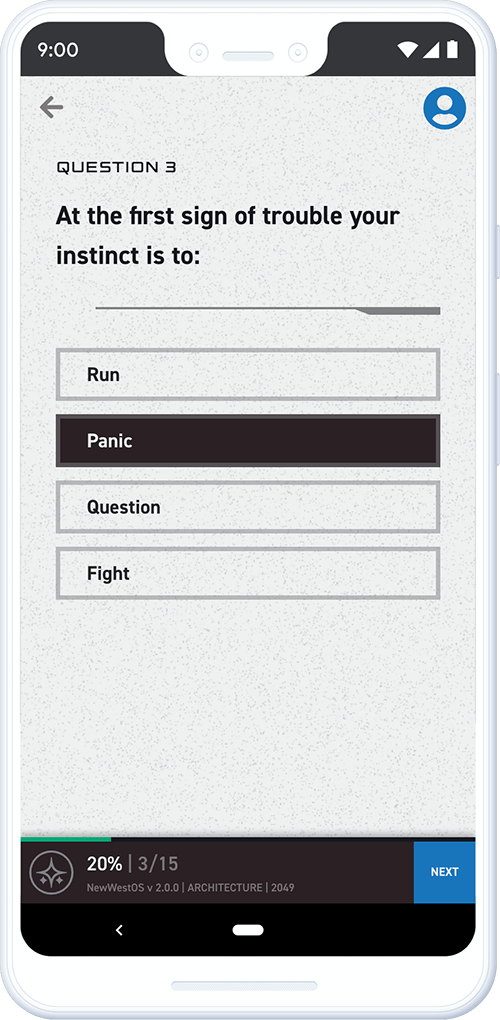 9:00
QUESTION 3
At the first sign of trouble your
instinct is to:
Run
Panic
Question
Fight
20% | 3/15
NewWestOS v 2.0.0 | ARCHITECTURE | 2049
NEXT